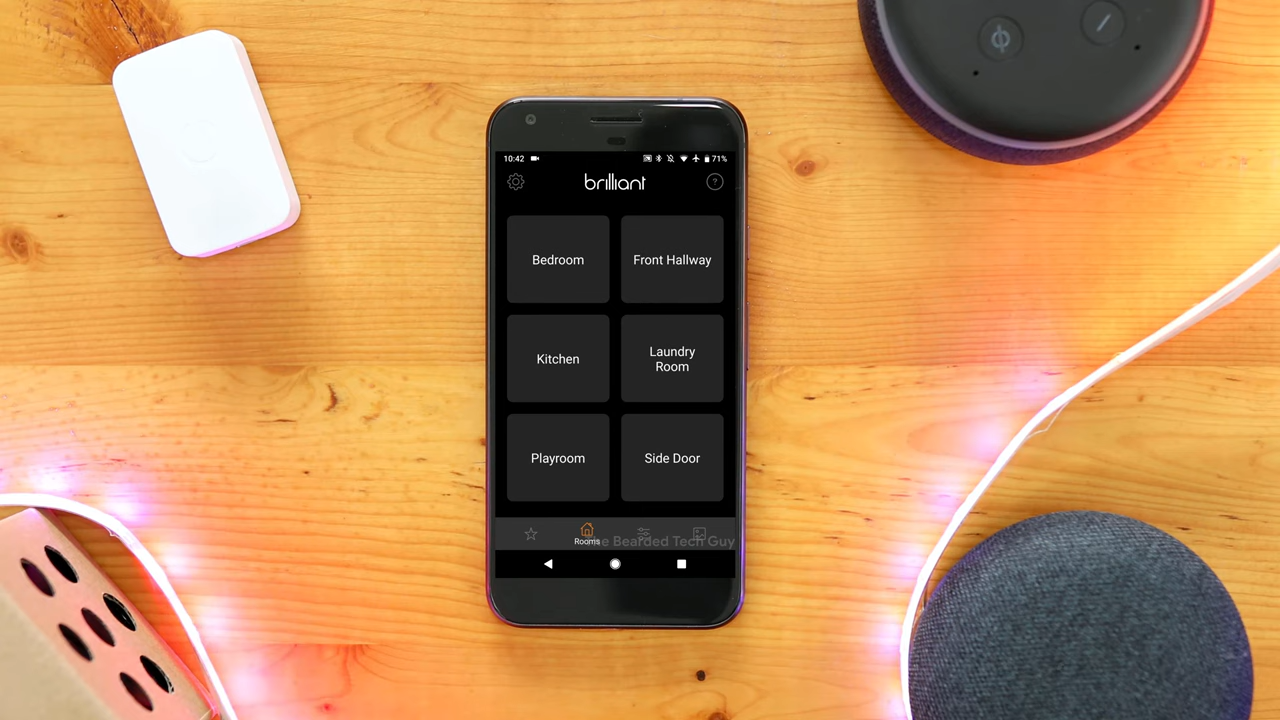 10:42 71%
brilliant
?
Bedroom Front Hallway
Kitchen Laundry Room
Playroom Side Door
Rooms
e Bearded Tech Guy